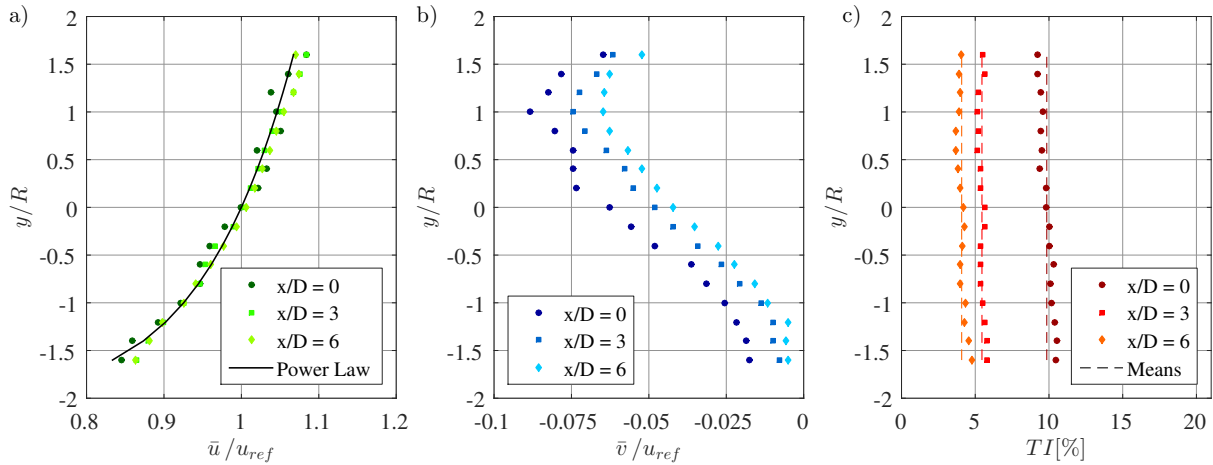 a)
2
1.5
1
0.5
0
-0.5
-1
-1.5
-2
y/R
0.8
0.9
1
1.1
1.2
ū/u_ref
x/D = 0
x/D = 3
x/D = 6
Power Law
b)
2
1.5
1
0.5
0
-0.5
-1
-1.5
-2
y/R
-0.1
-0.075
-0.05
-0.025
0
v̄/u_ref
x/D = 0
x/D = 3
x/D = 6
c)
2
1.5
1
0.5
0
-0.5
-1
-1.5
-2
y/R
0
5
10
15
20
TI[%]
x/D = 0
x/D = 3
x/D = 6
Means